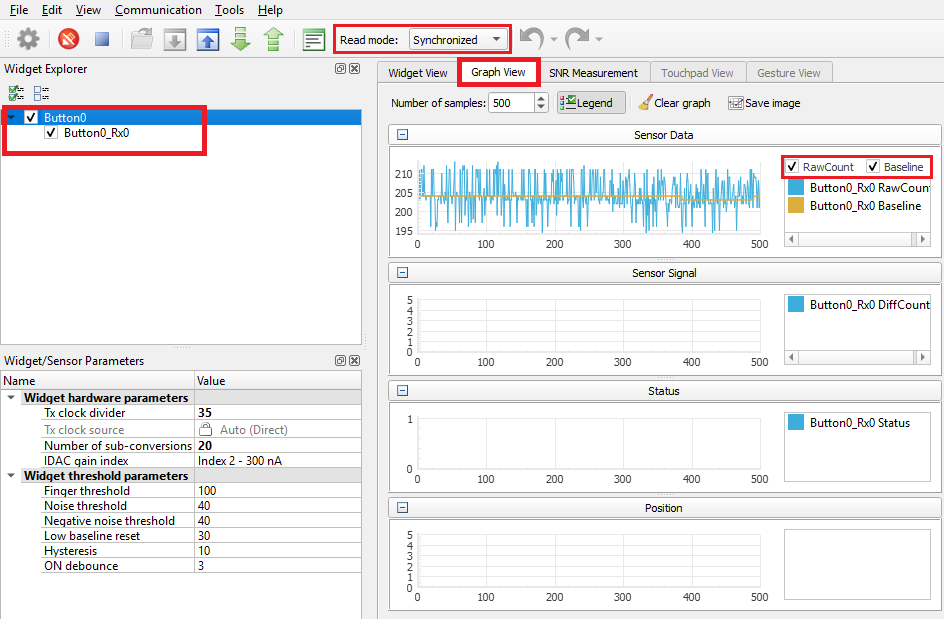 File Edit View Communication Tools Help
Read mode: Synchronized
Widget Explorer
Button0
Button0_Rx0
Widget/Sensor Parameters
Name Value
Widget hardware parameters
Tx clock divider 35
Tx clock source Auto (Direct)
Number of sub-conversions 20
IDAC gain index Index 2 - 300 nA
Widget threshold parameters
Finger threshold 100
Noise threshold 40
Negative noise threshold 40
Low baseline reset 30
Hysteresis 10
ON debounce 3
Widget View Graph View SNR Measurement Touchpad View Gesture View
Number of samples: 500 Legend Clear graph Save image
Sensor Data
210
205
200
195
0 100 200 300 400 500
RawCount Baseline
Button0_Rx0 RawCount
Button0_Rx0 Baseline
Sensor Signal
5
4
3
2
1
0
0 100 200 300 400 500
Button0_Rx0 DiffCount
Status
1
0
0 100 200 300 400 500
Button0_Rx0 Status
Position
5
4
3
2
1
0
0 100 200 300 400 500